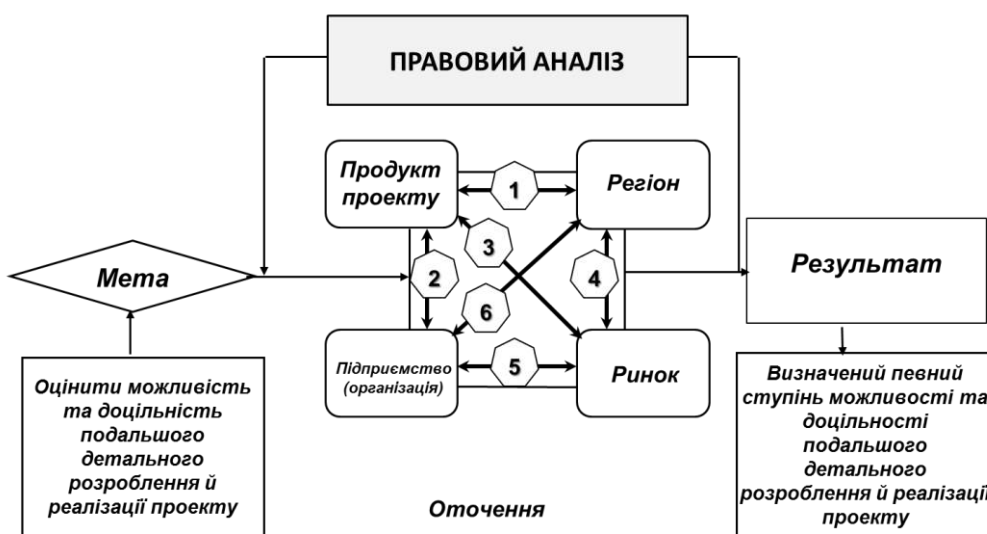 ПРАВОВИЙ АНАЛІЗ
Продукт
проекту
1
Регіон
Мета
2
3
4
6
Результат
Підприємство
(організація)
5
Ринок
Оцінити можливість
та доцільність
подальшого
детального
розроблення й
реалізації проекту
Визначений певний
ступінь можливості та
доцільності
подальшого
детального
розроблення й реалізації
проекту
Оточення